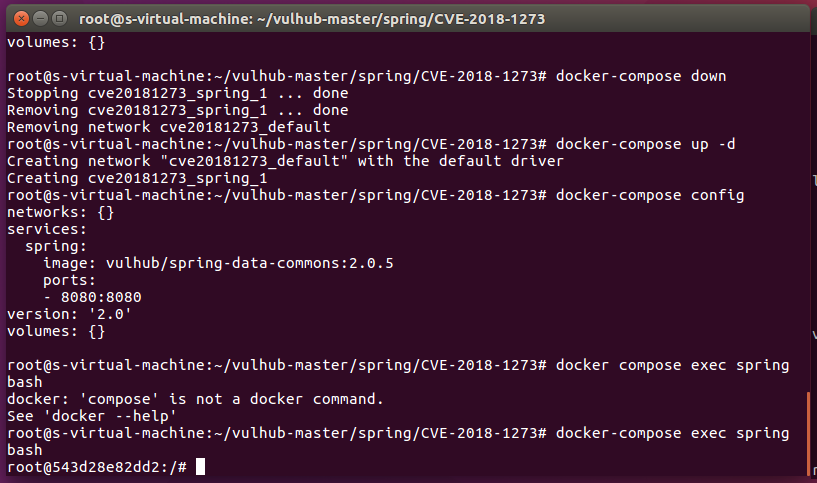 root@s-virtual-machine: ~/vulhub-master/spring/CVE-2018-1273
volumes: {}
root@s-virtual-machine:~/vulhub-master/spring/CVE-2018-1273# docker-compose down
Stopping cve20181273_spring_1 ... done
Removing cve20181273_spring_1 ... done
Removing network cve20181273_default
root@s-virtual-machine:~/vulhub-master/spring/CVE-2018-1273# docker-compose up -d
Creating network "cve20181273_default" with the default driver
Creating cve20181273_spring_1
root@s-virtual-machine:~/vulhub-master/spring/CVE-2018-1273# docker-compose config
networks: {}
services:
  spring:
    image: vulhub/spring-data-commons:2.0.5
    ports:
    - 8080:8080
version: '2.0'
volumes: {}
root@s-virtual-machine:~/vulhub-master/spring/CVE-2018-1273# docker compose exec spring
bash
docker: 'compose' is not a docker command.
See 'docker --help'
root@s-virtual-machine:~/vulhub-master/spring/CVE-2018-1273# docker-compose exec spring
bash
root@543d28e82dd2:/#